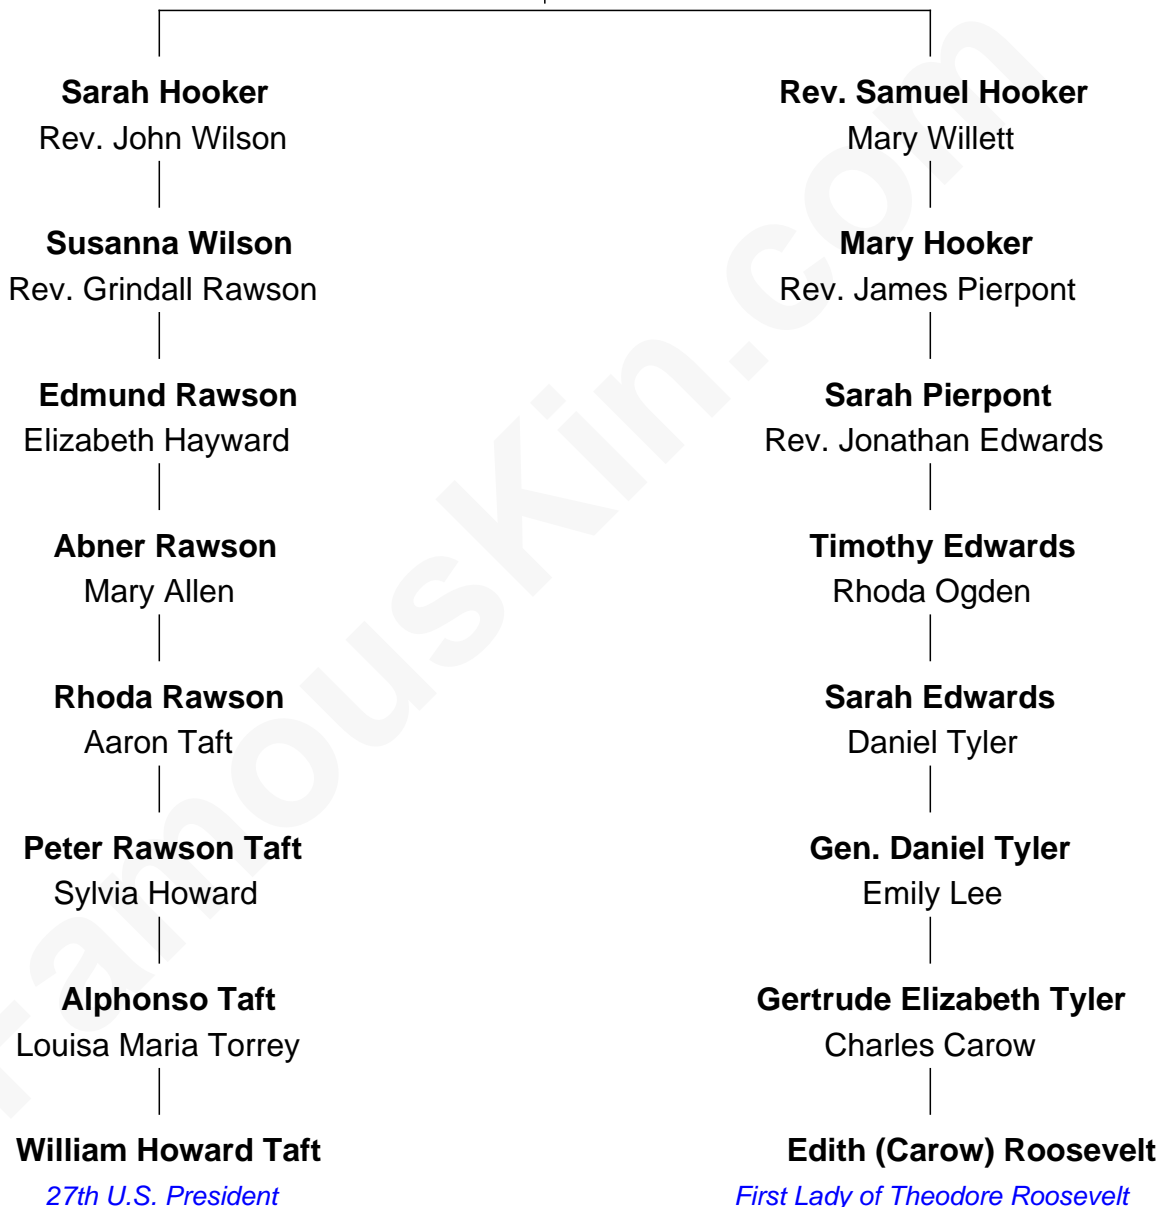 Sarah Hooker
Rev. John Wilson
Susanna Wilson
Rev. Grindall Rawson
Edmund Rawson
Elizabeth Hayward
Abner Rawson
Mary Allen
Rhoda Rawson
Aaron Taft
Peter Rawson Taft
Sylvia Howard
Alphonso Taft
Louisa Maria Torrey
William Howard Taft
27th U.S. President
Rev. Samuel Hooker
Mary Willett
Mary Hooker
Rev. James Pierpont
Sarah Pierpont
Rev. Jonathan Edwards
Timothy Edwards
Rhoda Ogden
Sarah Edwards
Daniel Tyler
Gen. Daniel Tyler
Emily Lee
Gertrude Elizabeth Tyler
Charles Carow
Edith (Carow) Roosevelt
First Lady of Theodore Roosevelt
FamousKin.com